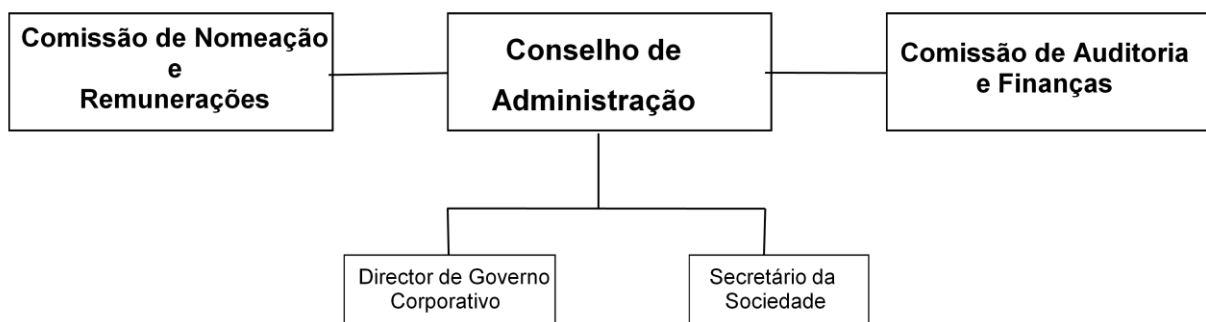 Comissão de Nomeação
e
Remunerações
Conselho de
Administração
Comissão de Auditoria
e Finanças
Director de Governo
Corporativo
Secretário da
Sociedade